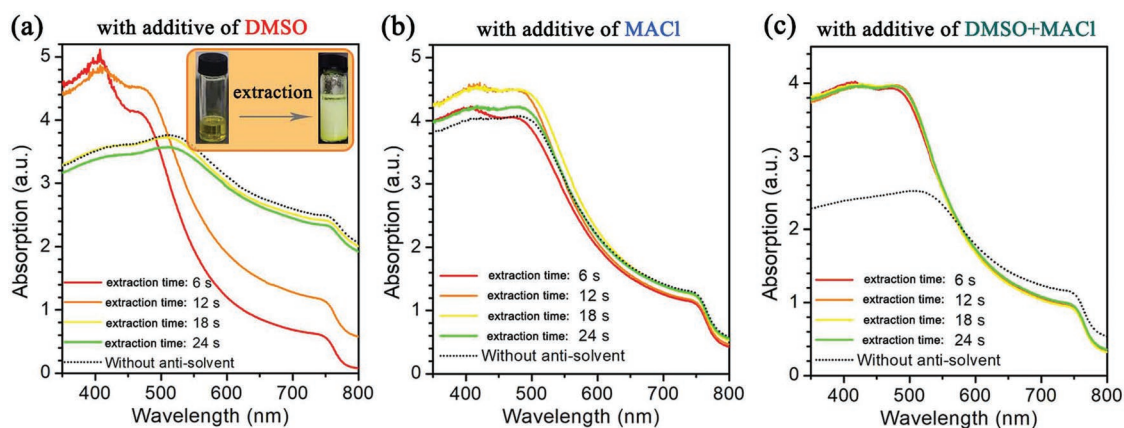 (a) with additive of DMSO
Absorption (a.u.)
5
4
3
2
1
0
extraction
extraction time: 6 s
extraction time: 12 s
extraction time: 18 s
extraction time: 24 s
Without anti-solvent
400 500 600 700 800
Wavelength (nm)
(b) with additive of MACl
Absorption (a.u.)
5
4
3
2
1
0
extraction time: 6 s
extraction time: 12 s
extraction time: 18 s
extraction time: 24 s
Without anti-solvent
400 500 600 700 800
Wavelength (nm)
(c) with additive of DMSO+MACl
Absorption (a.u.)
4
3
2
1
0
extraction time: 6 s
extraction time: 12 s
extraction time: 18 s
extraction time: 24 s
Without anti-solvent
400 500 600 700 800
Wavelength (nm)